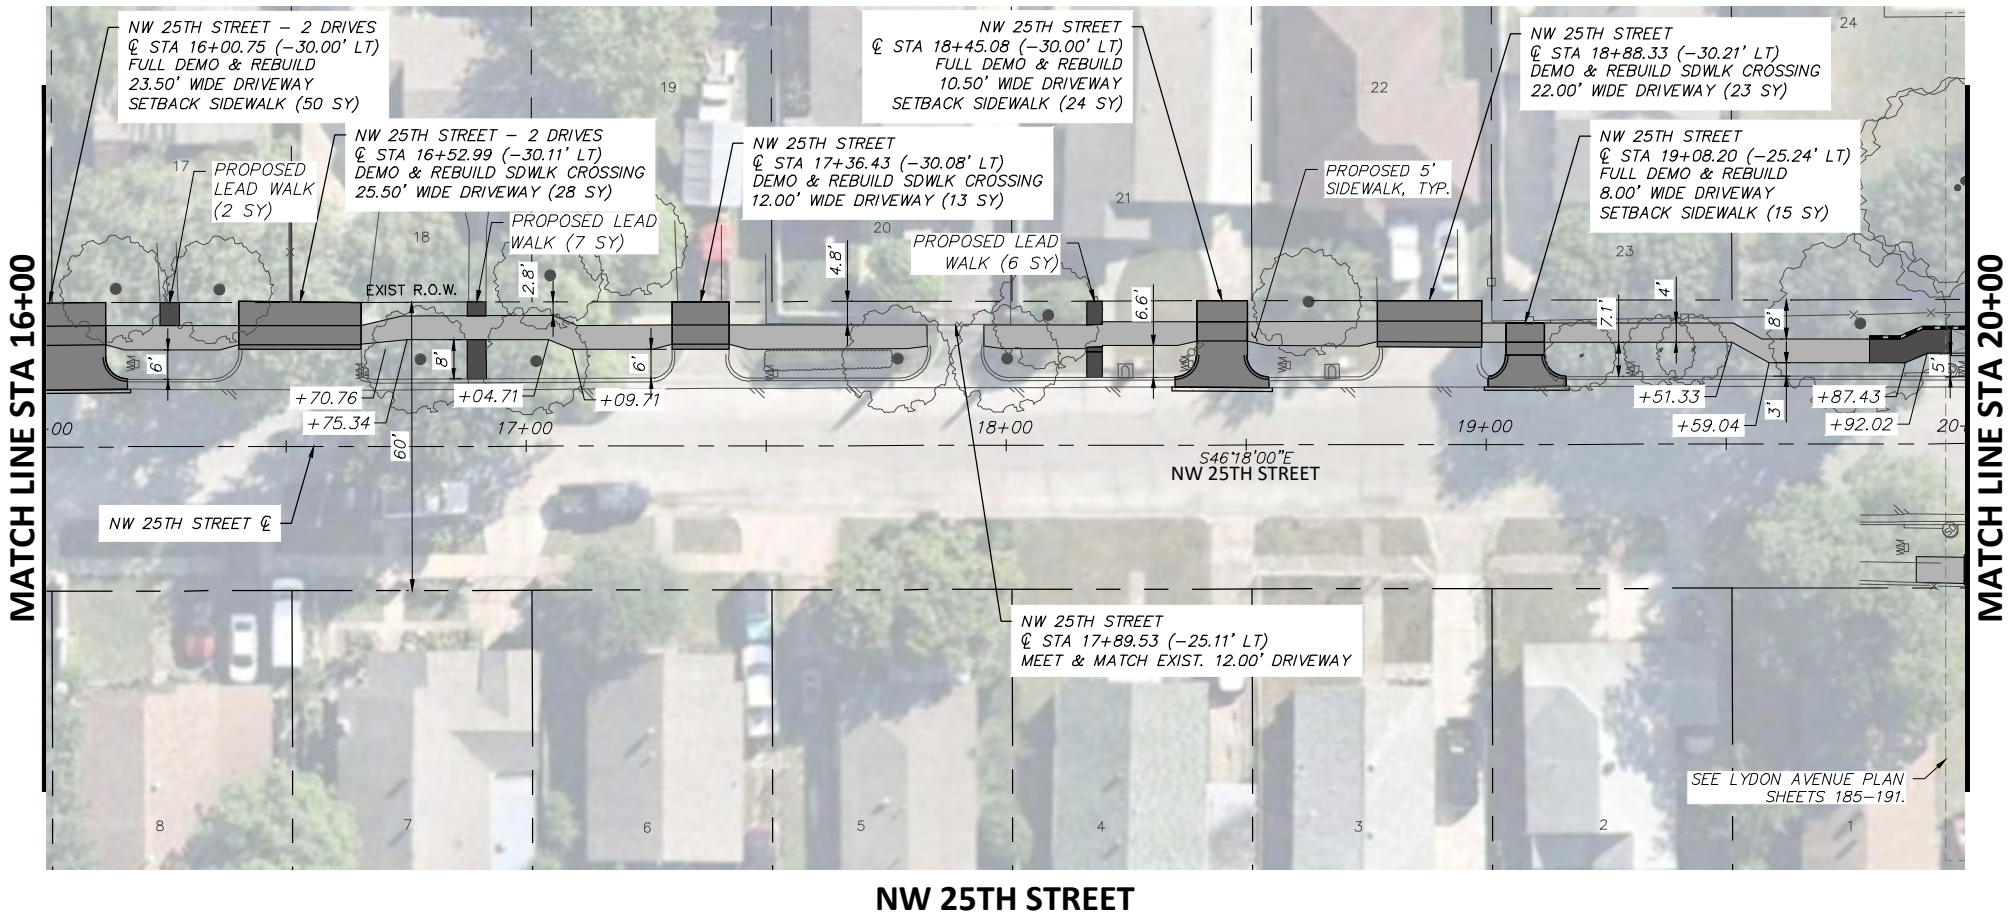 NW 25TH STREET – 2 DRIVES
℄ STA 16+00.75 (−30.00' LT)
FULL DEMO & REBUILD
23.50' WIDE DRIVEWAY
SETBACK SIDEWALK (50 SY)
NW 25TH STREET – 2 DRIVES
℄ STA 16+52.99 (−30.11' LT)
DEMO & REBUILD SDWLK CROSSING
25.50' WIDE DRIVEWAY (28 SY)
NW 25TH STREET
℄ STA 17+36.43 (−30.08' LT)
DEMO & REBUILD SDWLK CROSSING
12.00' WIDE DRIVEWAY (13 SY)
NW 25TH STREET
℄ STA 18+45.08 (−30.00' LT)
FULL DEMO & REBUILD
10.50' WIDE DRIVEWAY
SETBACK SIDEWALK (24 SY)
NW 25TH STREET
℄ STA 18+88.33 (−30.21' LT)
DEMO & REBUILD SDWLK CROSSING
22.00' WIDE DRIVEWAY (23 SY)
NW 25TH STREET
℄ STA 19+08.20 (−25.24' LT)
FULL DEMO & REBUILD
8.00' WIDE DRIVEWAY
SETBACK SIDEWALK (15 SY)
17
18
19
20
21
22
23
24
PROPOSED
LEAD WALK
(2 SY)
PROPOSED LEAD
WALK (7 SY)
PROPOSED LEAD
WALK (6 SY)
PROPOSED 5'
SIDEWALK, TYP.
EXIST R.O.W.
2.8'
4.8'
6.6'
7.1'
4'
8'
6'
8'
6'
3'
5'
60'
WM
WM
WM
WM
WM
WM
WM
+70.76
+75.34
+04.71
+09.71
+51.33
+59.04
+87.43
+92.02
-00
17+00
18+00
19+00
20+
S46°18'00"E
NW 25TH STREET
NW 25TH STREET ℄
NW 25TH STREET
℄ STA 17+89.53 (−25.11' LT)
MEET & MATCH EXIST. 12.00' DRIVEWAY
SEE LYDON AVENUE PLAN
SHEETS 185–191.
8
7
6
5
4
3
2
1
MATCH LINE STA 16+00
MATCH LINE STA 20+00
NW 25TH STREET